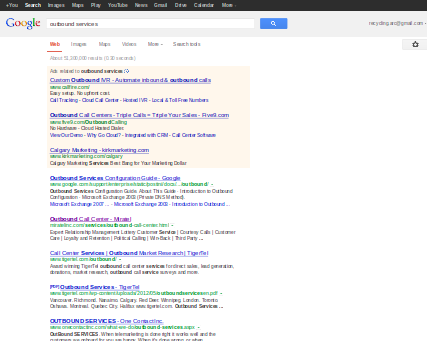 +You Search Images Maps Play YouTube News Gmail Drive Calendar More
Google outbound services recyclingarc@gmail.com
Web Images Maps Videos More Search tools
About 51,300,000 results (0.30 seconds)
Ads related to outbound services
Custom Outbound IVR - Automate inbound & outbound calls
www.callfire.com/
Easy setup. No upfront cost.
Call Tracking - Cloud Call Center - Hosted IVR - Local & Toll Free Numbers
Outbound Call Centers - Triple Calls = Triple Your Sales - Five9.com
www.five9.com/OutboundCalling
No Hardware - Cloud Hosted Dialer.
View Our Demo - Why Go Cloud? - Integrated with CRM - Call Center Software
Calgary Marketing - kirkmarketing.com
www.kirkmarketing.com/calgary
Calgary Marketing Services Best Bang for Your Marketing Dollar
Outbound Services Configuration Guide - Google
www.google.com/support/enterprise/static/postini/docs/.../outbound/
Outbound Services Configuration Guide. About This Guide · Introduction to Outbound
Configuration · Microsoft Exchange 2003 (Private DNS Method).
Microsoft Exchange 2007 ... - Microsoft Exchange 2003 - Introduction to Outbound ...
Outbound Call Center - Miratel
miratelinc.com/services/outbound-call-center.html
Expert Relationship Management Lottery Customer Service | Courtesy Calls | Customer
Care | Loyalty and Retention | Political Calling | Win-Back | Third Party ...
Call Center Services | Outbound Market Research | TigerTel
www.tigertel.com/outbound/
Award winning TigerTel outbound call center services for direct sales, lead generation,
donations, market research, outbound call service surveys and more.
[PDF] Outbound Services - TigerTel
www.tigertel.com/wp-content/uploads/2012/05/outboundservicesen.pdf
Vancouver. Richmond. Nanaimo. Calgary. Red Deer. Winnipeg. London. Toronto.
Oshawa. Montreal. Quebec City. Halifax. www.tigertel.com. Outbound Services ...
OUTBOUND SERVICES - One Contact Inc.
www.onecontactinc.com/what-we-do/outbound-services.aspx
OutBound SERVICES. When telemarketing is done right it works well and the
customers are pleased for you are happy. When it's done wrong, or when